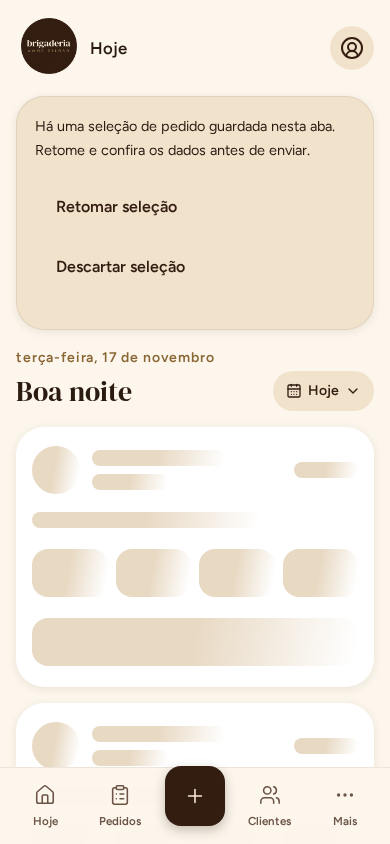 brigaderia
Hoje
Há uma seleção de pedido guardada nesta aba.
Retome e confira os dados antes de enviar.
Retomar seleção
Descartar seleção
terça-feira, 17 de novembro
Boa noite
Hoje
Hoje
Pedidos
Clientes
Mais